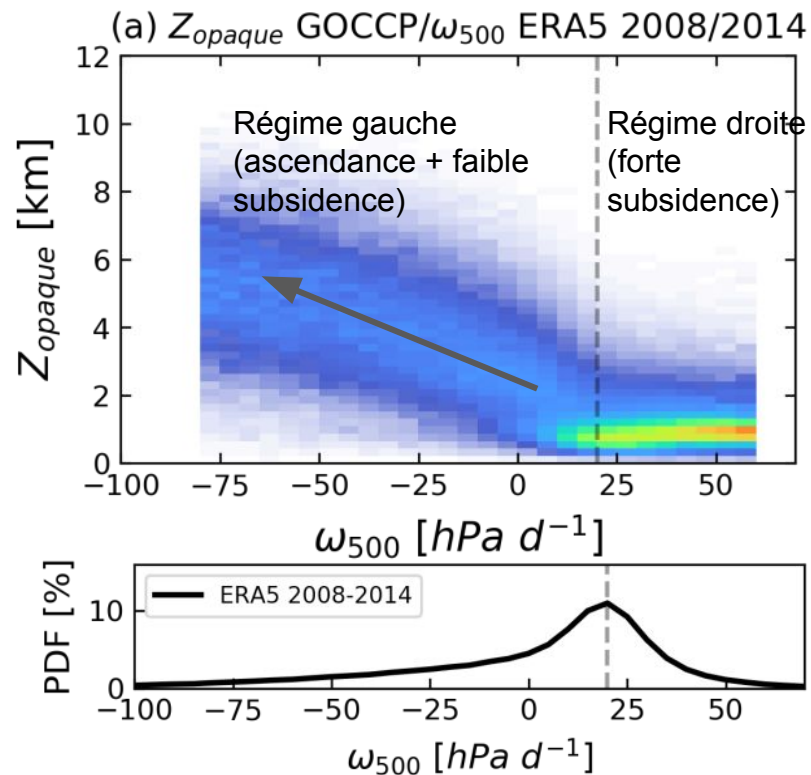 (a) Z_opaque GOCCP/ω_500 ERA5 2008/2014
12
10
8
6
4
2
0
Z_opaque [km]
Régime gauche
(ascendance + faible
subsidence)
Régime droite
(forte
subsidence)
−100 −75 −50 −25 0 25 50
ω_500 [hPa d^−1]
10
0
PDF [%]
ERA5 2008-2014
−100 −75 −50 −25 0 25 50
ω_500 [hPa d^−1]